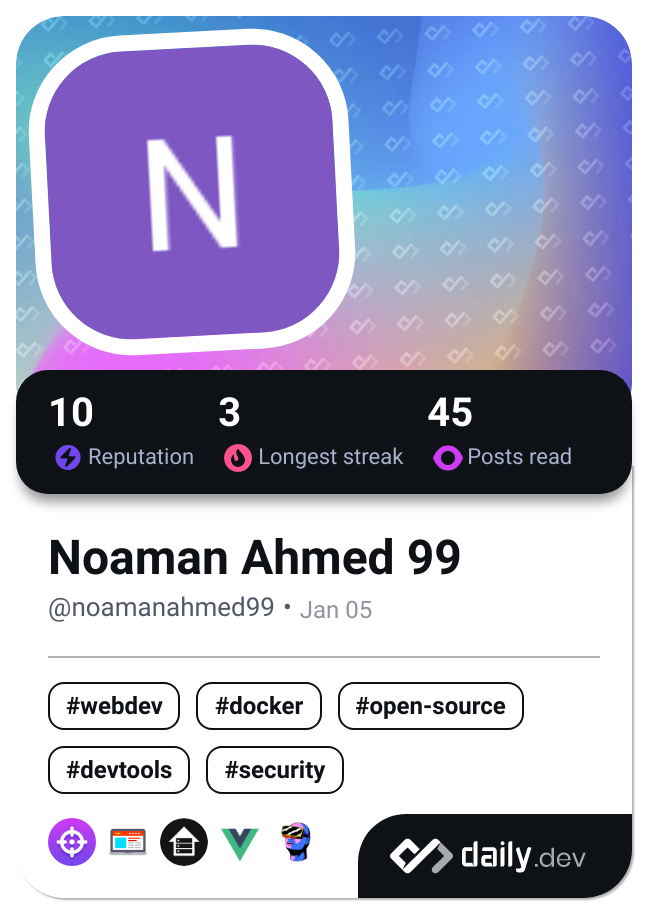 N
10 3 45
Reputation Longest streak Posts read
Noaman Ahmed 99
@noamanahmed99 • Jan 05
#webdev #docker #open-source
#devtools #security
daily.dev